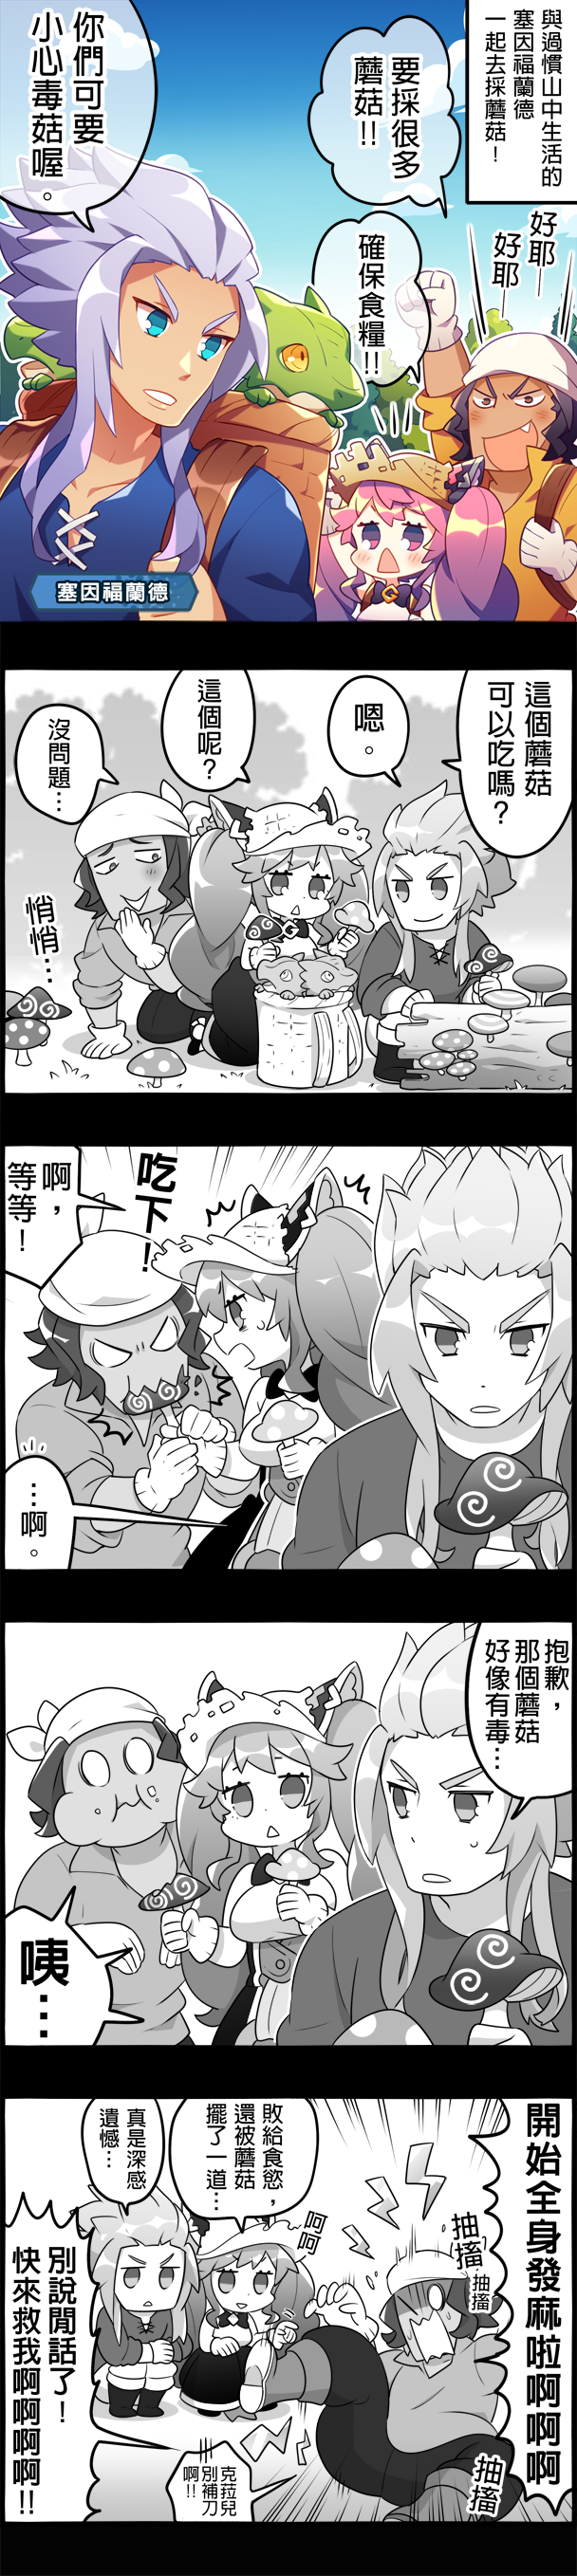 與過慣山中生活的
塞因福蘭德
一起去採蘑菇！
要採很多
蘑菇!!
你們可要
小心毒菇喔。
好耶
好耶
確保食糧!!
塞因福蘭德
這個蘑菇
可以吃嗎？
嗯。
這個呢？
沒問題…
悄悄…
吃下！
啊，
等等！
…啊。
抱歉，
那個蘑菇
好像有毒…
咦…
開始全身發麻啦啊啊啊
抽搐
抽搐
敗給食慾，
還被蘑菇
擺了一道…
呵呵
真是深感
遺憾…
別說閒話了！
快來救我啊啊啊啊!!
克菈兒
別補刀
啊!!
抽搐